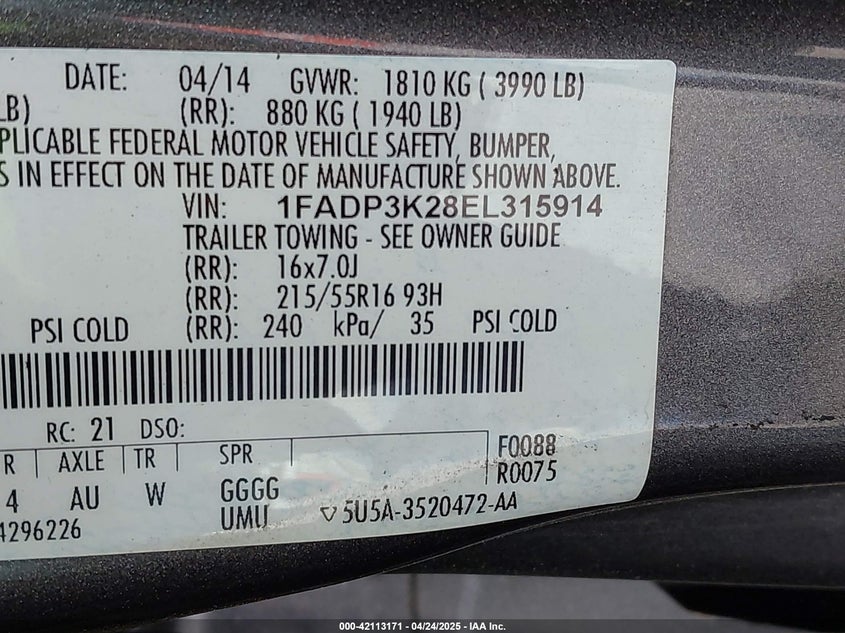 DATE: 04/14 GVWR: 1810 KG ( 3990 LB)
LB) (RR): 880 KG ( 1940 LB)
PLICABLE FEDERAL MOTOR VEHICLE SAFETY, BUMPER,
S IN EFFECT ON THE DATE OF MANUFACTURE SHOWN ABOVE.
VIN: 1FADP3K28EL315914
TRAILER TOWING - SEE OWNER GUIDE
(RR): 16x7.0J
(RR): 215/55R16 93H
PSI COLD (RR): 240 kPa/ 35 PSI COLD
RC: 21 DSO:
R AXLE TR SPR F0088
R0075
4 AU W GGGG
4296226 UMU 5U5A-3520472-AA
000-42113171 - 04/24/2025 - IAA Inc.